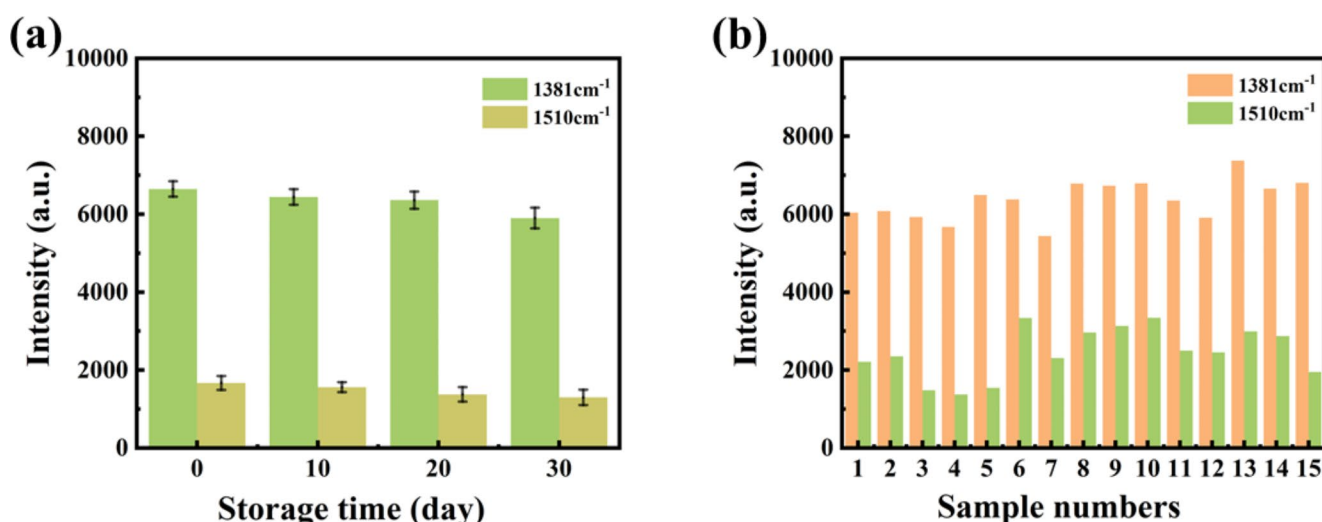 (a)
Intensity (a.u.)
10000
8000
6000
4000
2000
0
1381cm⁻¹
1510cm⁻¹
0 10 20 30
Storage time (day)
(b)
Intensity (a.u.)
10000
8000
6000
4000
2000
0
1381cm⁻¹
1510cm⁻¹
1 2 3 4 5 6 7 8 9 10 11 12 13 14 15
Sample numbers